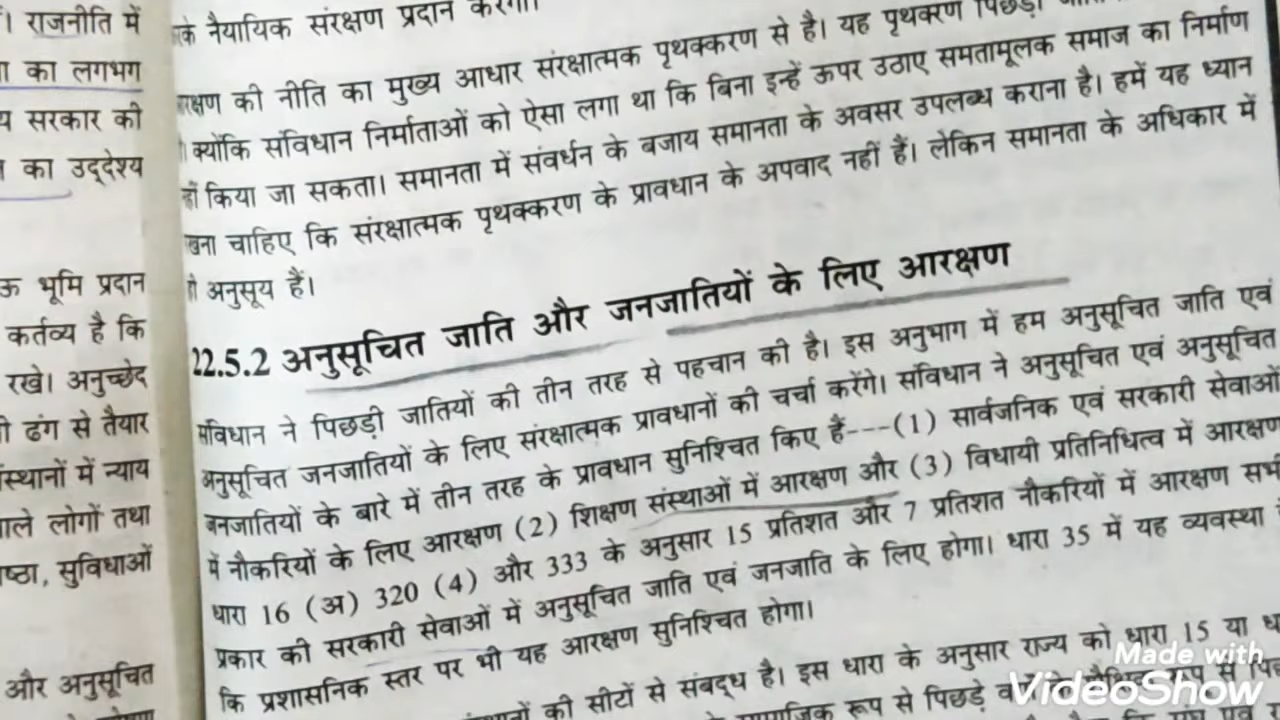 । राजनीति में
का लगभग
सरकार की
का उद्देश्य
भूमि प्रदान
कर्तव्य है कि
रखे। अनुच्छेद
ढंग से तैयार
में न्याय
लोगों तथा
सुविधाओं
और अनुसूचित
नैयायिक संरक्षण प्रदान करेगी।
की नीति का मुख्य आधार संरक्षात्मक पृथक्करण से है। यह पृथक्करण पिछड़ी
क्योंकि संविधान निर्माताओं को ऐसा लगा था कि बिना इन्हें ऊपर उठाए समतामूलक समाज का निर्माण
किया जा सकता। समानता में संवर्धन के बजाय समानता के अवसर उपलब्ध कराना है। हमें यह ध्यान
चाहिए कि संरक्षात्मक पृथक्करण के प्रावधान के अपवाद नहीं हैं। लेकिन समानता के अधिकार में
अनुसूय हैं।
22.5.2 अनुसूचित जाति और जनजातियों के लिए आरक्षण
संविधान ने पिछड़ी जातियों की तीन तरह से पहचान की है। इस अनुभाग में हम अनुसूचित जाति एवं
अनुसूचित जनजातियों के लिए संरक्षात्मक प्रावधानों की चर्चा करेंगे। संविधान ने अनुसूचित एवं अनुसूचित
जनजातियों के बारे में तीन तरह के प्रावधान सुनिश्चित किए हैं---(1) सार्वजनिक एवं सरकारी सेवाओं
में नौकरियों के लिए आरक्षण (2) शिक्षण संस्थाओं में आरक्षण और (3) विधायी प्रतिनिधित्व में आरक्षण
धारा 16 (अ) 320 (4) और 333 के अनुसार 15 प्रतिशत और 7 प्रतिशत नौकरियों में आरक्षण सभी
प्रकार की सरकारी सेवाओं में अनुसूचित जाति एवं जनजाति के लिए होगा। धारा 35 में यह व्यवस्था
कि प्रशासनिक स्तर पर भी यह आरक्षण सुनिश्चित होगा।
की सीटों से संबद्ध है। इस धारा के अनुसार राज्य को धारा 15 या
रूप से पिछड़े
Made with
VideoShow